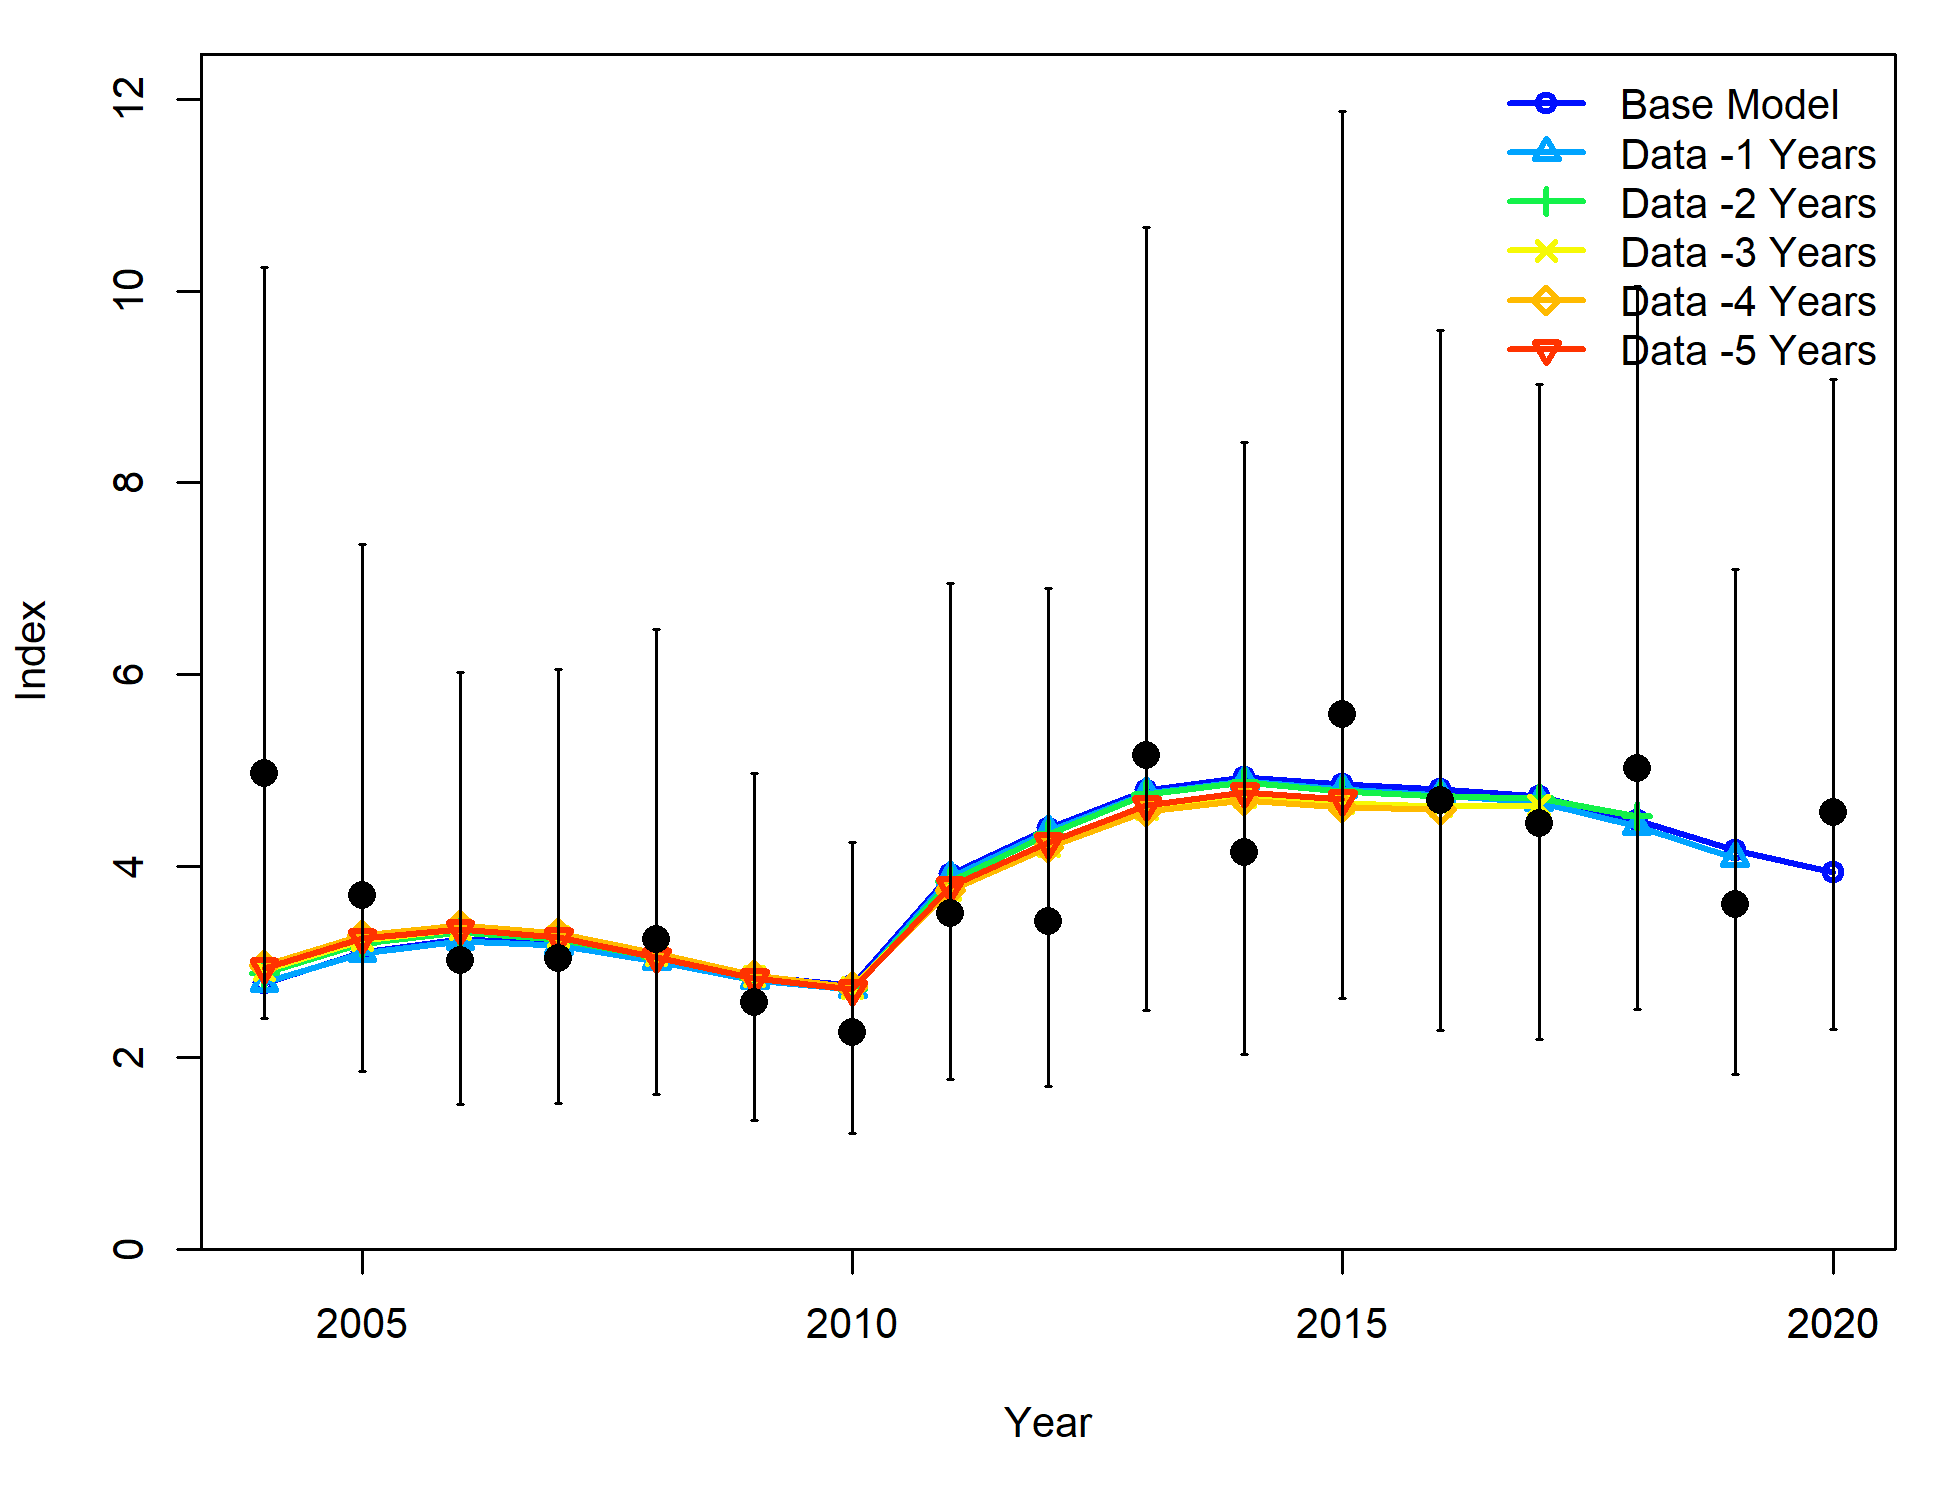 12
10
8
6
4
2
0
Index
Base Model
Data -1 Years
Data -2 Years
Data -3 Years
Data -4 Years
Data -5 Years
2005 2010 2015 2020
Year